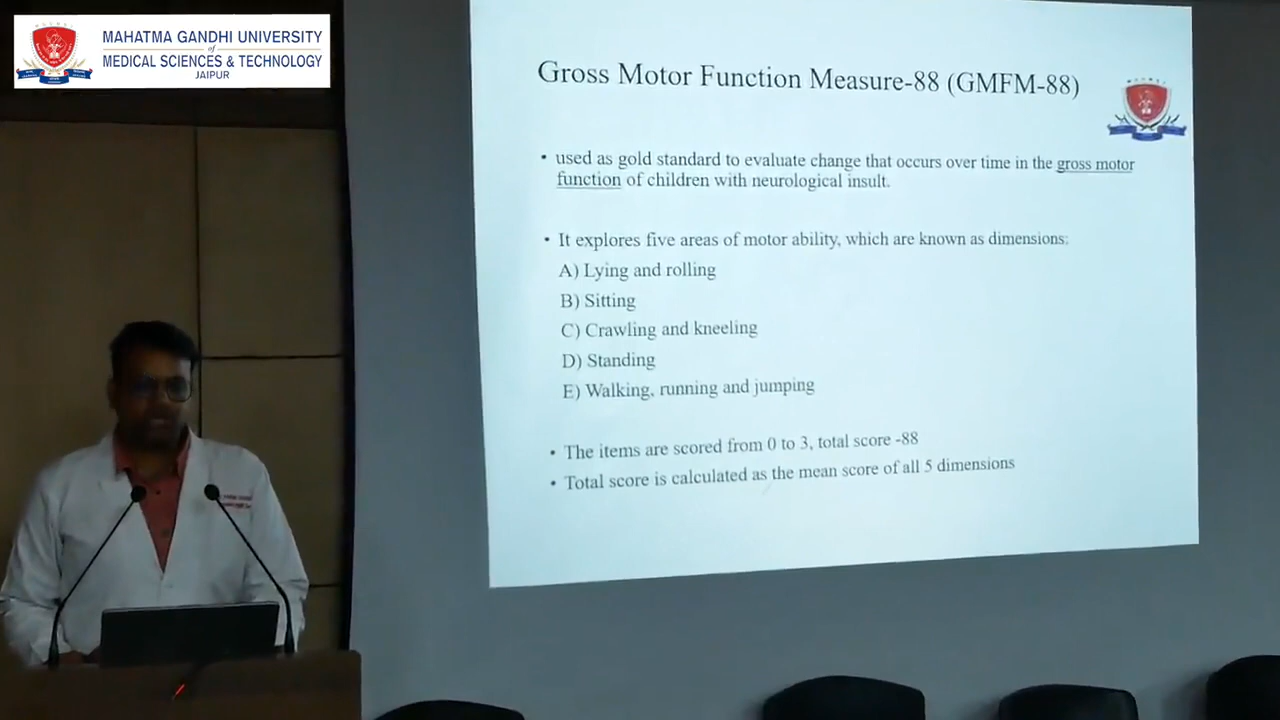 MAHATMA GANDHI UNIVERSITY
of
MEDICAL SCIENCES & TECHNOLOGY
JAIPUR
Gross Motor Function Measure-88 (GMFM-88)
• used as gold standard to evaluate change that occurs over time in the gross motor
function of children with neurological insult.
• It explores five areas of motor ability, which are known as dimensions:
A) Lying and rolling
B) Sitting
C) Crawling and kneeling
D) Standing
E) Walking, running and jumping
• The items are scored from 0 to 3, total score -88
• Total score is calculated as the mean score of all 5 dimensions